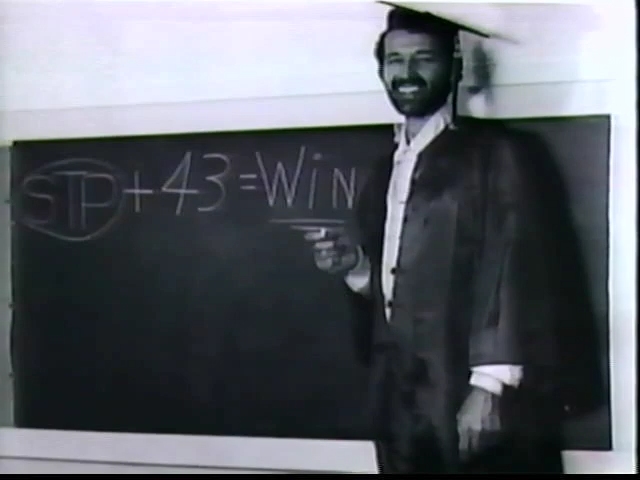 STP + 43 = WiN